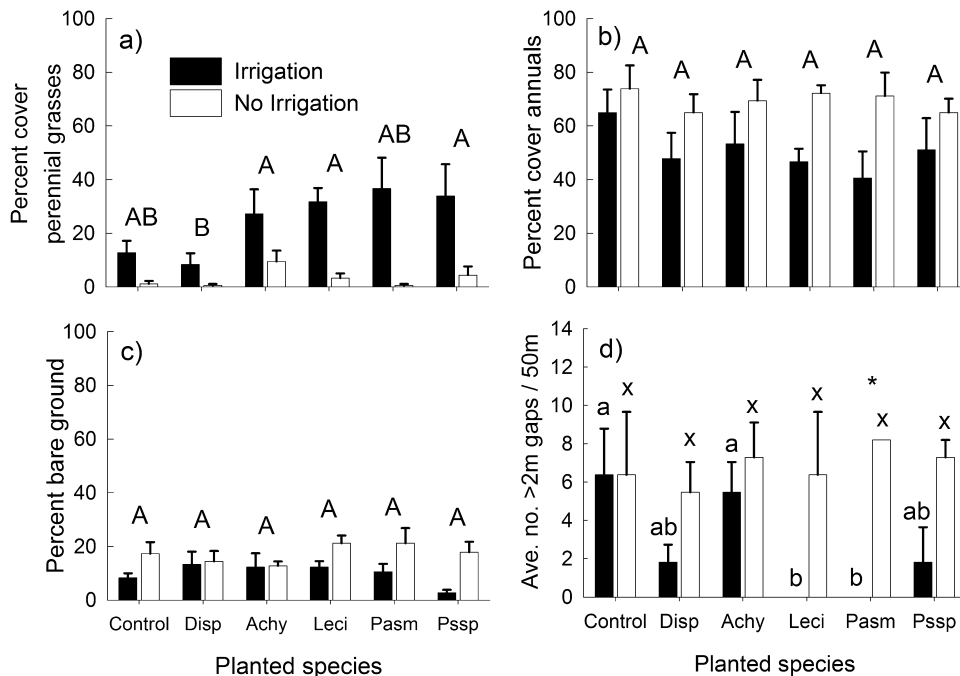 a)
Irrigation
No Irrigation
Percent cover
perennial grasses
100
80
60
40
20
0
AB
B
A
A
AB
A
b)
Percent cover annuals
100
80
60
40
20
0
A
A
A
A
A
A
c)
Percent bare ground
100
80
60
40
20
0
A
A
A
A
A
A
Control Disp Achy Leci Pasm Pssp
Planted species
d)
Ave. no. >2m gaps / 50m
14
12
10
8
6
4
2
0
a x
ab x
a x
b x
* b x
ab x
Control Disp Achy Leci Pasm Pssp
Planted species